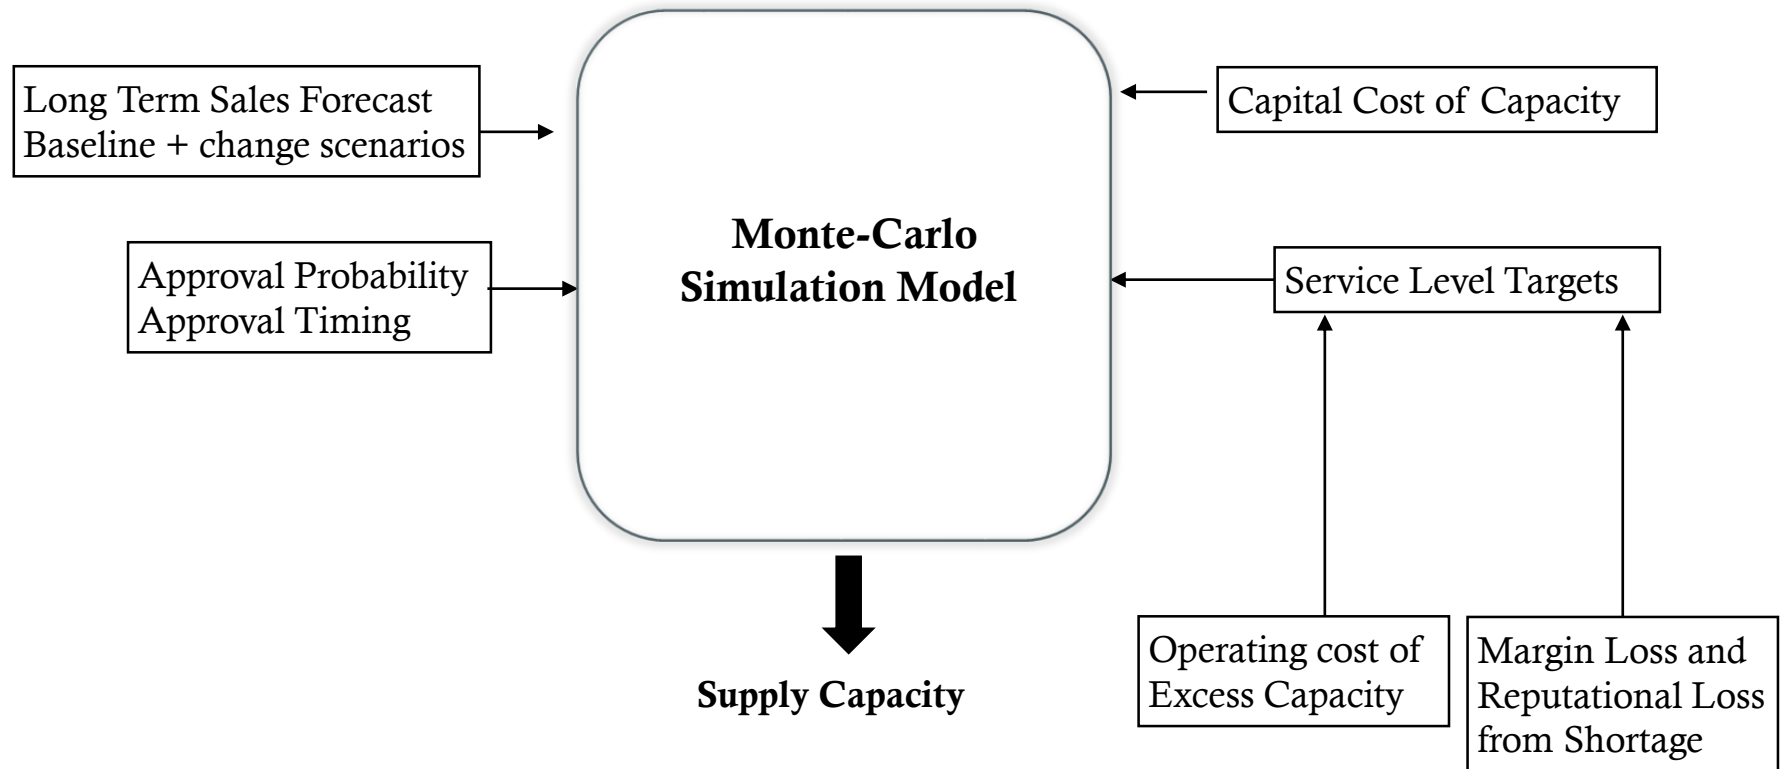 Long Term Sales Forecast
Baseline + change scenarios
Approval Probability
Approval Timing
Monte-Carlo
Simulation Model
Capital Cost of Capacity
Service Level Targets
Supply Capacity
Operating cost of
Excess Capacity
Margin Loss and
Reputational Loss
from Shortage